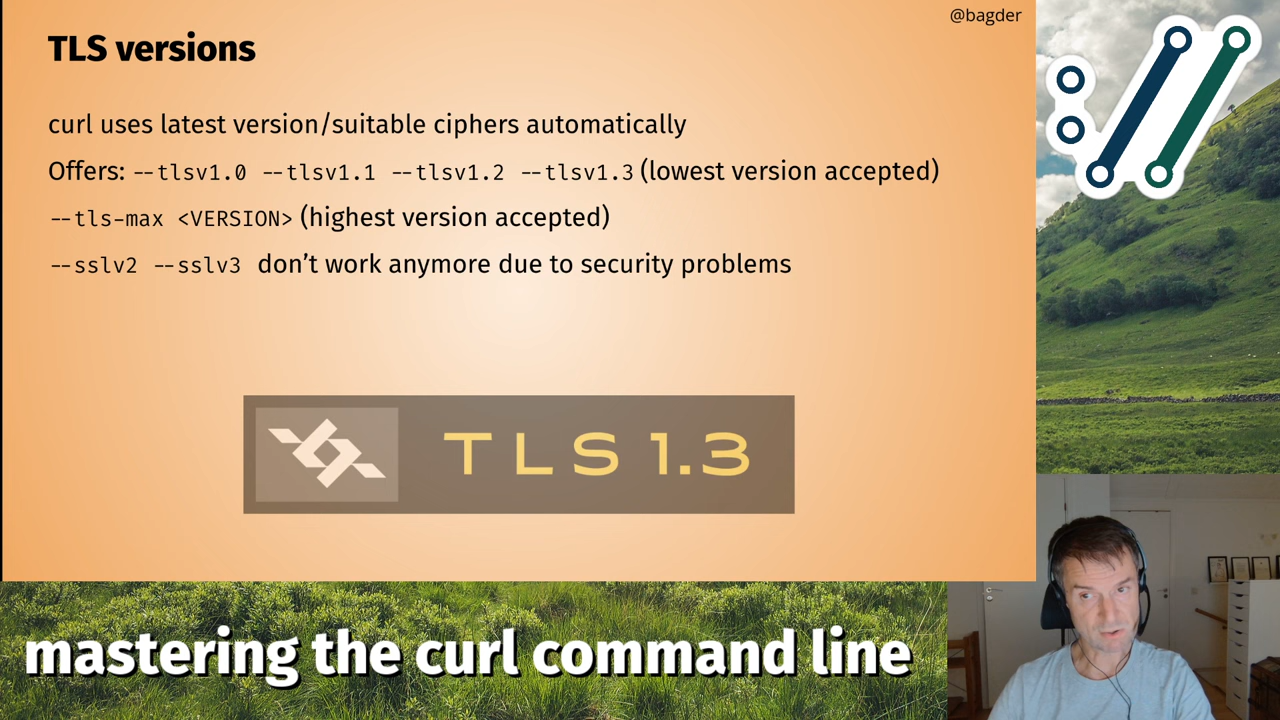 @bagder
TLS versions
curl uses latest version/suitable ciphers automatically
Offers: --tlsv1.0 --tlsv1.1 --tlsv1.2 --tlsv1.3 (lowest version accepted)
--tls-max <VERSION> (highest version accepted)
--sslv2 --sslv3 don’t work anymore due to security problems
TLS 1.3
mastering the curl command line